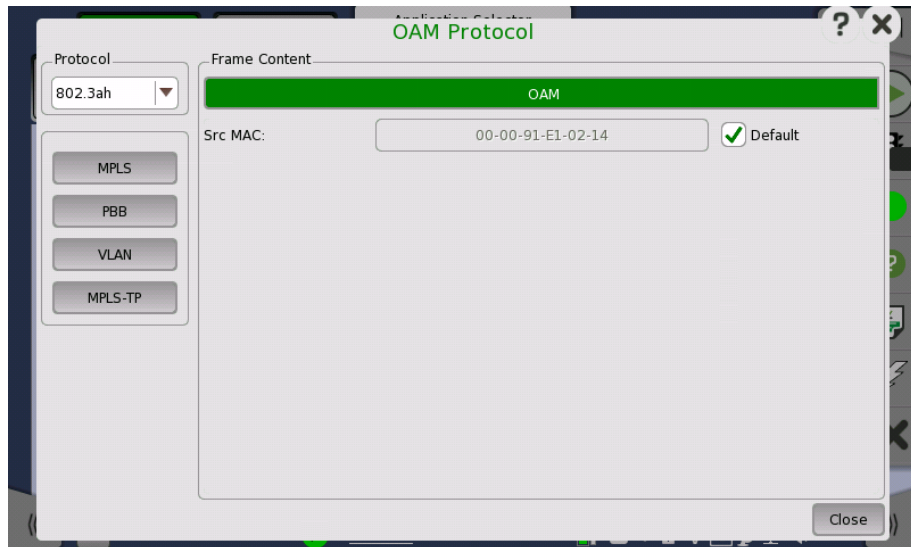 Application Selector
OAM Protocol
?
Protocol
802.3ah
MPLS
PBB
VLAN
MPLS-TP
Frame Content
OAM
Src MAC:
00-00-91-E1-02-14
Default
Close